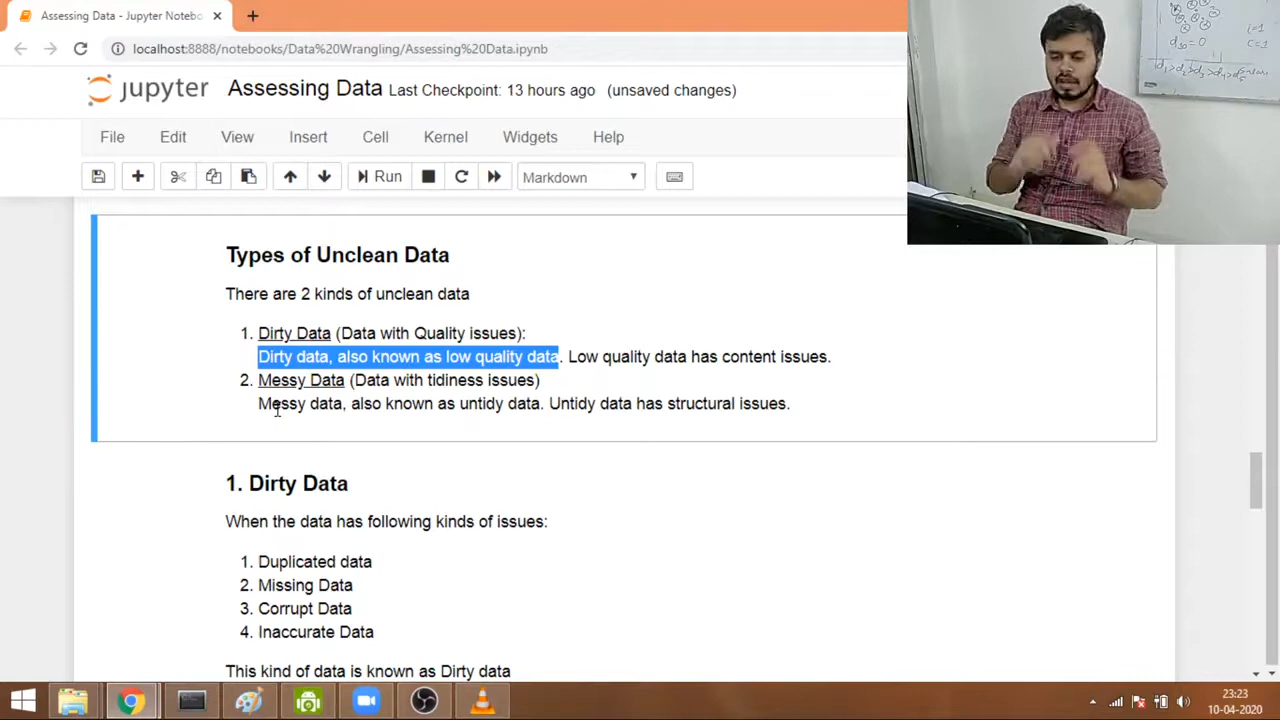 Assessing Data - Jupyter Notebo
localhost:8888/notebooks/Data%20Wrangling/Assessing%20Data.ipynb
jupyter Assessing Data Last Checkpoint: 13 hours ago (unsaved changes)
File Edit View Insert Cell Kernel Widgets Help
Run Markdown
Types of Unclean Data
There are 2 kinds of unclean data
1. Dirty Data (Data with Quality issues):
Dirty data, also known as low quality data. Low quality data has content issues.
2. Messy Data (Data with tidiness issues)
Messy data, also known as untidy data. Untidy data has structural issues.
1. Dirty Data
When the data has following kinds of issues:
1. Duplicated data
2. Missing Data
3. Corrupt Data
4. Inaccurate Data
This kind of data is known as Dirty data
23:23
10-04-2020